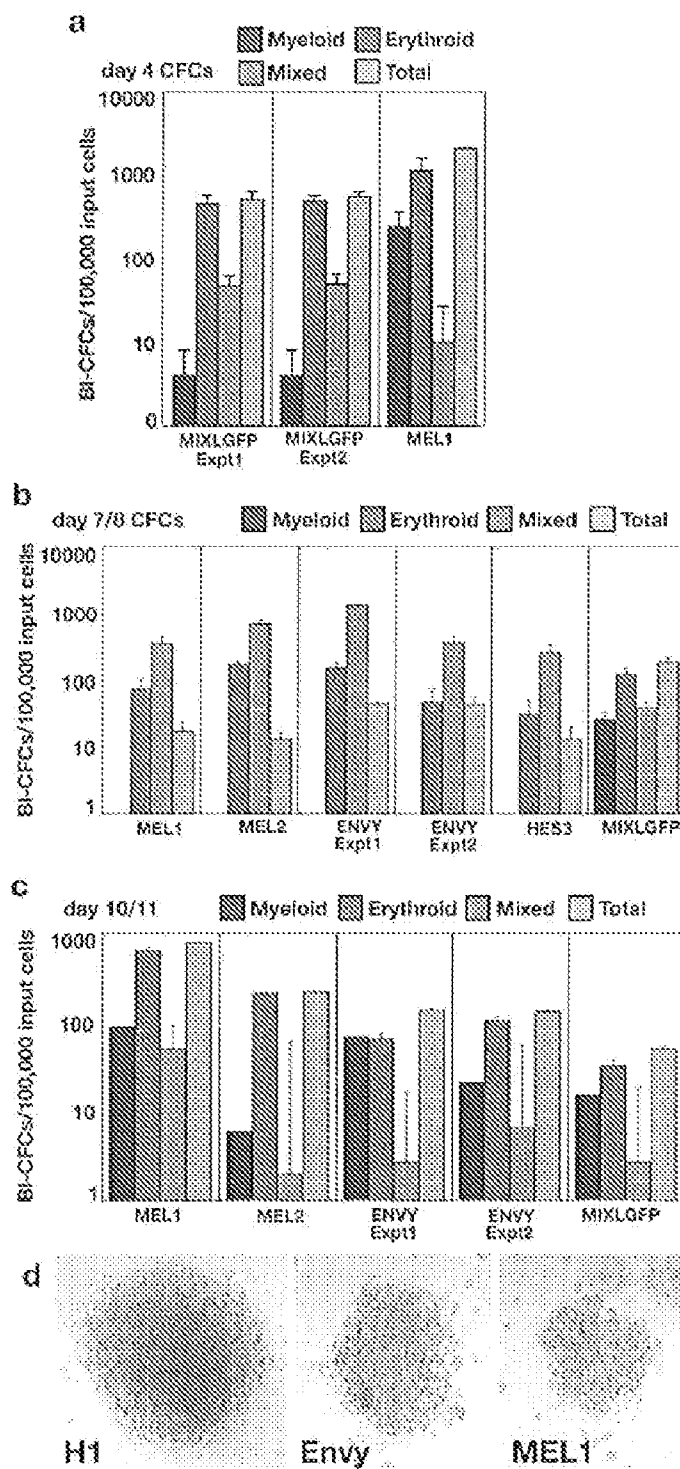 a
Myeloid Erythroid
day 4 CFCs Mixed Total
10000
1000
100
10
0
Bl-CFCs/100,000 input cells
MIXLGFP Expt1
MIXLGFP Expt2
MEL1
b
day 7/8 CFCs Myeloid Erythroid Mixed Total
10000
1000
100
10
1
Bl-CFCs/100,000 input cells
MEL1 MEL2 ENVY ENVY HES3 MIXLGFP
Expt1 Expt2
c
day 10/11 Myeloid Erythroid Mixed Total
1000
100
10
1
Bl-CFCs/100,000 input cells
MEL1 MEL2 ENVY ENVY MIXLGFP
Expt1 Expt2
d
H1 Envy MEL1